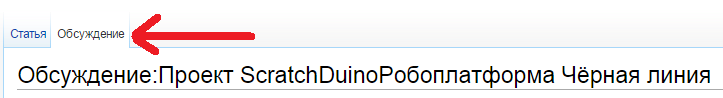 Статья Обсуждение
Обсуждение:Проект ScratchDuinoРобоплатформа Чёрная линия